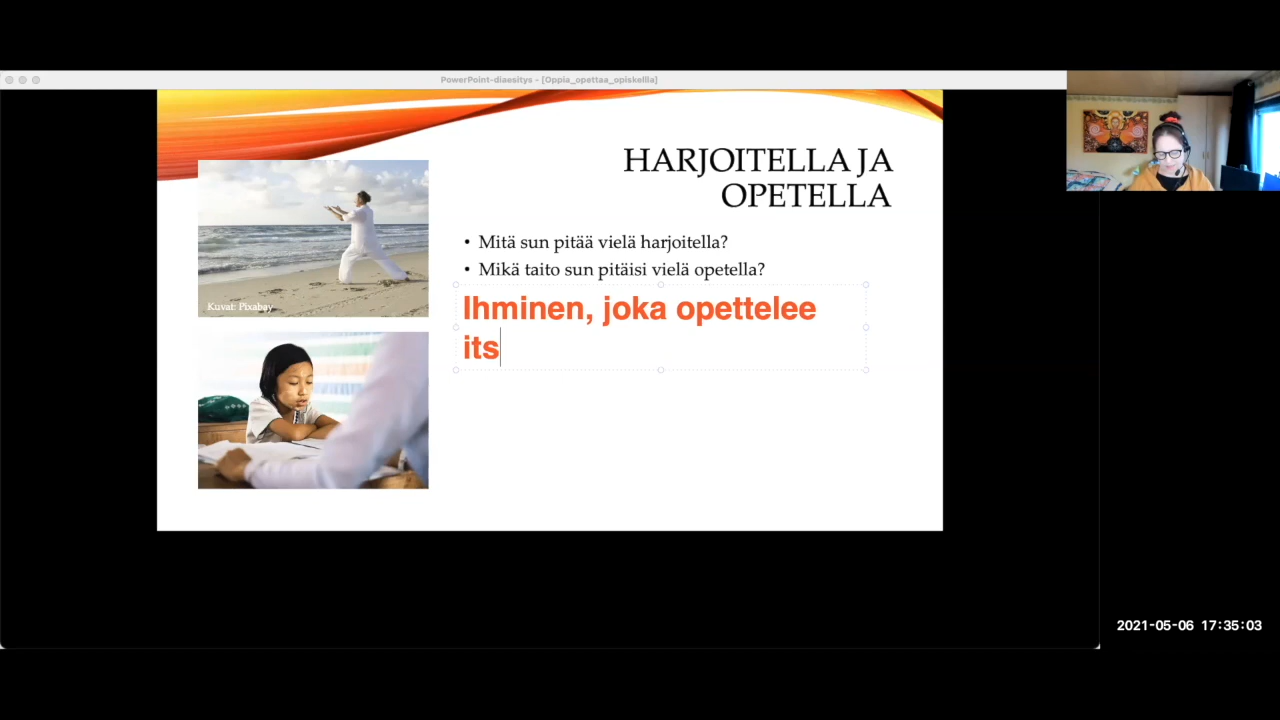 PowerPoint-diaesitys - [Oppia_opettaa_opiskellla]
HARJOITELLA JA
OPETELLA
• Mitä sun pitää vielä harjoitella?
• Mikä taito sun pitäisi vielä opetella?
Ihminen, joka opettelee
its
Kuvat: Pixabay
2021-05-06 17:35:03